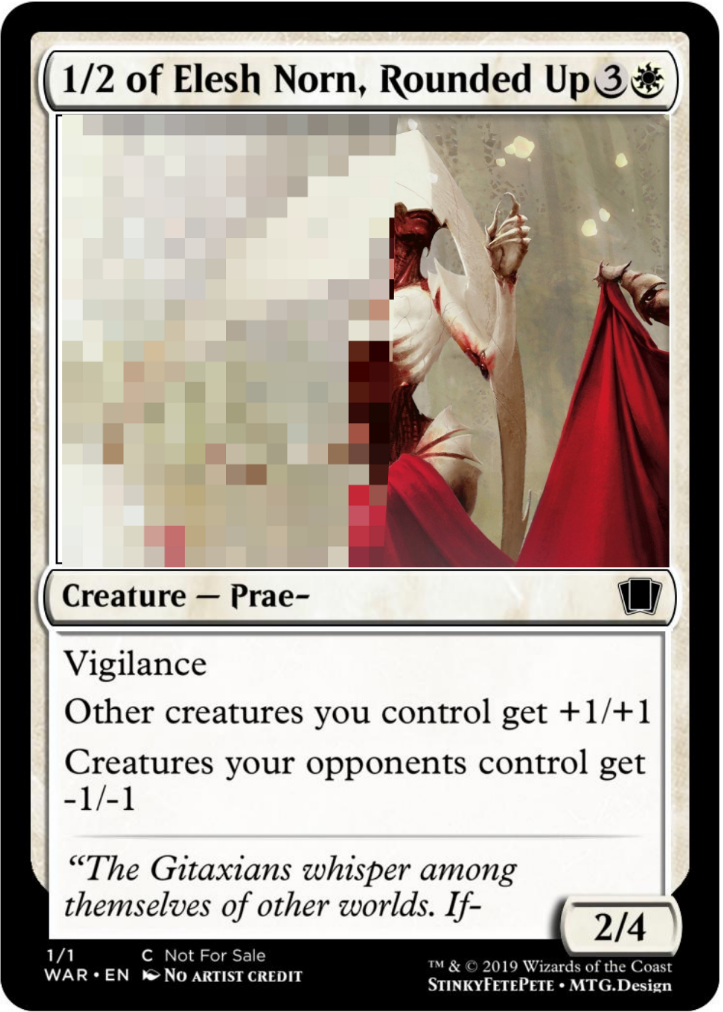 1/2 of Elesh Norn, Rounded Up 3
Creature — Prae-
Vigilance
Other creatures you control get +1/+1
Creatures your opponents control get
-1/-1
“The Gitaxians whisper among
themselves of other worlds. If-
2/4
1/1 C Not For Sale
WAR • EN No artist credit
™ & © 2019 Wizards of the Coast
StinkyFetePete • MTG.Design